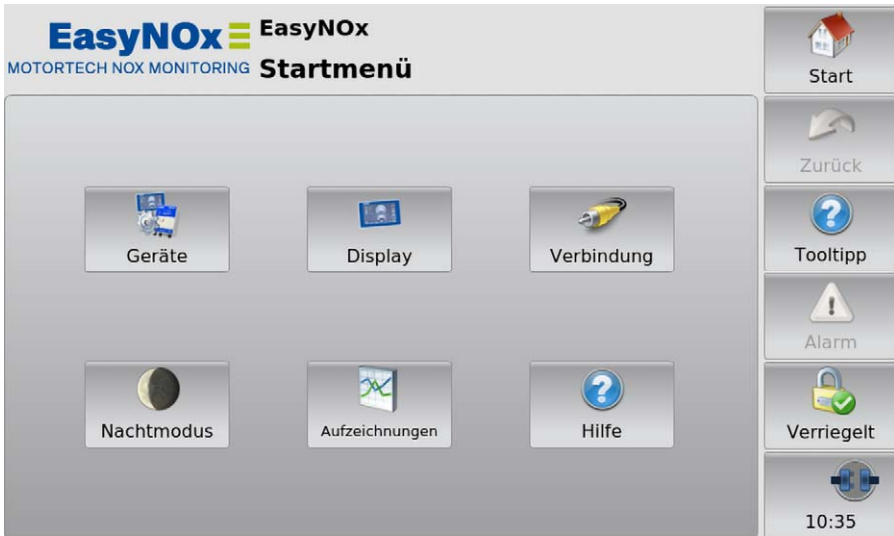 EasyNOx
MOTORTECH NOX MONITORING
EasyNOx
Startmenü
Geräte
Display
Verbindung
Nachtmodus
Aufzeichnungen
Hilfe
Start
Zurück
Tooltipp
Alarm
Verriegelt
10:35